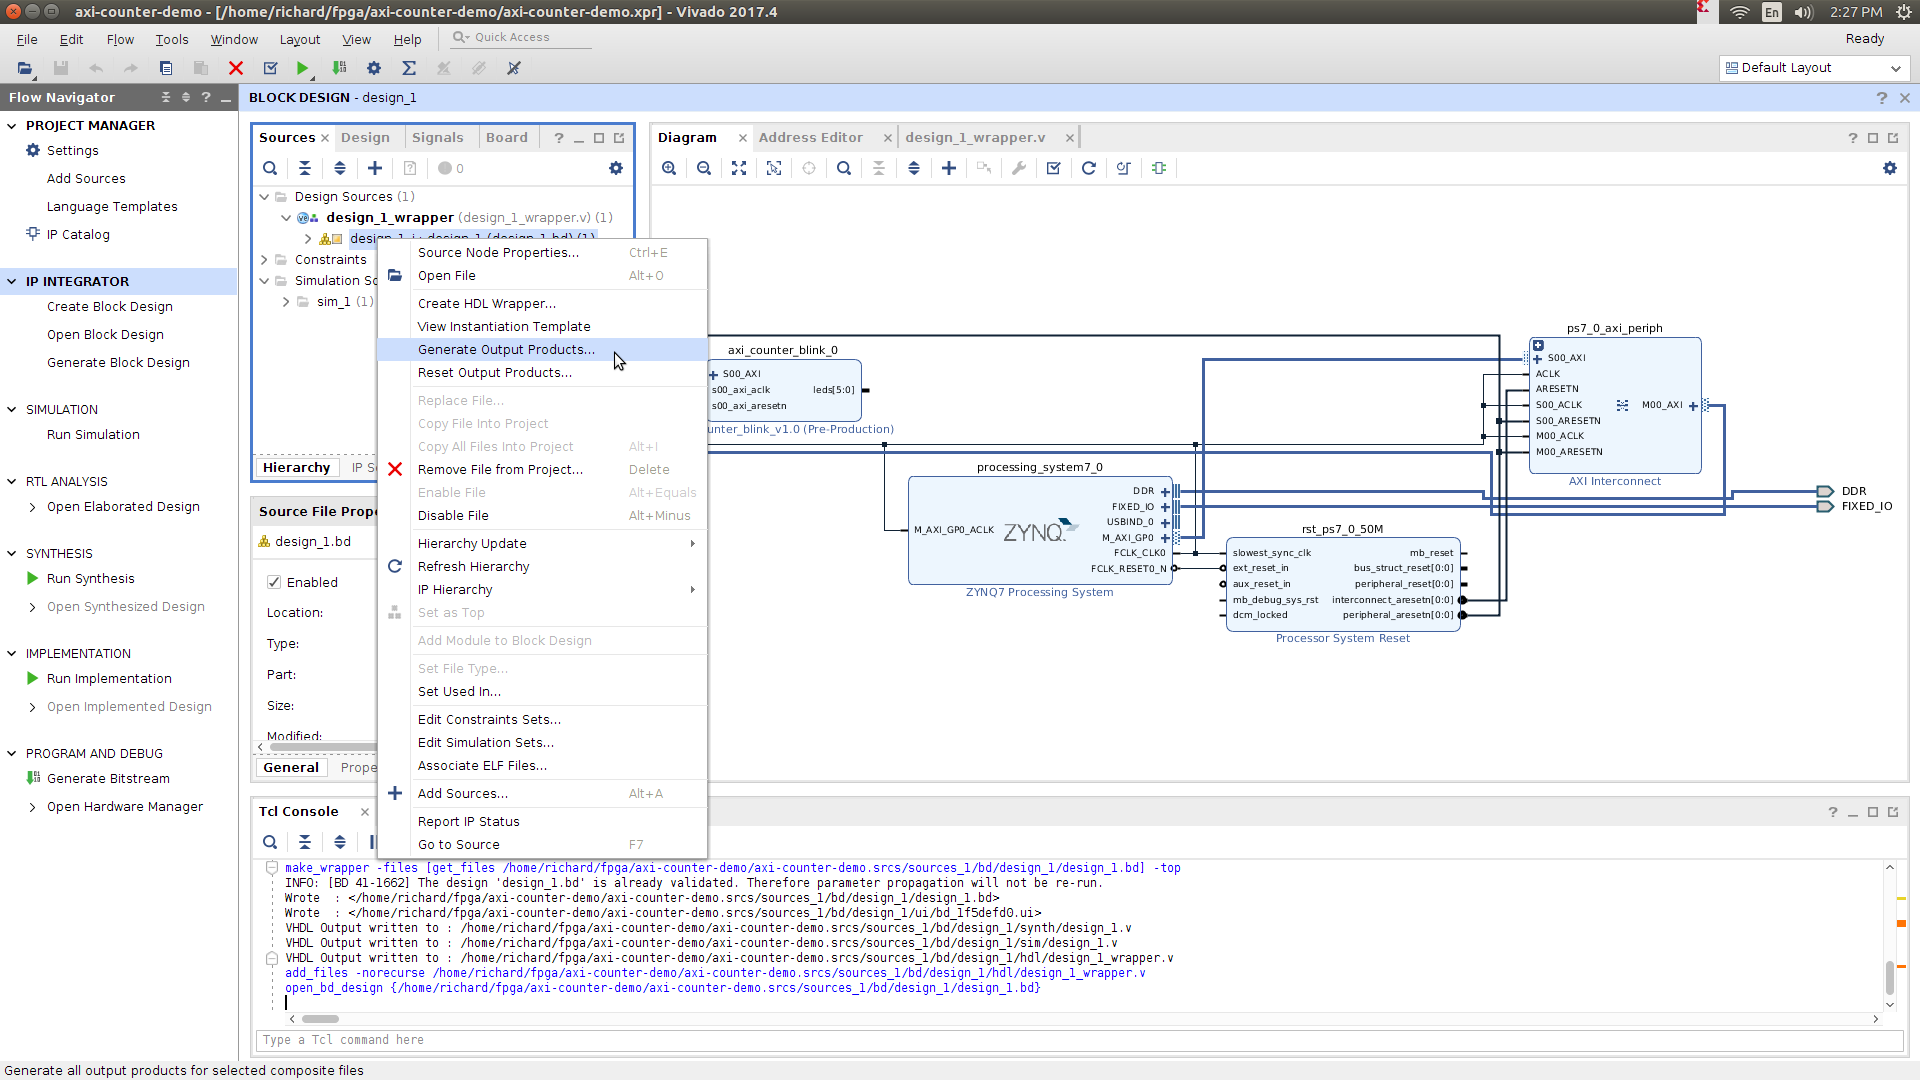 axi-counter-demo - [/home/richard/fpga/axi-counter-demo/axi-counter-demo.xpr] - Vivado 2017.4
En
2:27 PM
File Edit Flow Tools Window Layout View Help
Quick Access
Ready
Default Layout
Flow Navigator
BLOCK DESIGN - design_1
PROJECT MANAGER
Settings
Add Sources
Language Templates
IP Catalog
IP INTEGRATOR
Create Block Design
Open Block Design
Generate Block Design
SIMULATION
Run Simulation
RTL ANALYSIS
Open Elaborated Design
SYNTHESIS
Run Synthesis
Open Synthesized Design
IMPLEMENTATION
Run Implementation
Open Implemented Design
PROGRAM AND DEBUG
Generate Bitstream
Open Hardware Manager
Sources Design Signals Board
0
Design Sources (1)
design_1_wrapper (design_1_wrapper.v) (1)
design_1_i : design_1 (design_1.bd) (1)
Constraints
Simulation So
sim_1 (1)
Hierarchy IP S
Source File Prope
design_1.bd
Enabled
Location:
Type:
Part:
Size:
Modified:
General Prope
Source Node Properties... Ctrl+E
Open File Alt+O
Create HDL Wrapper...
View Instantiation Template
Generate Output Products...
Reset Output Products...
Replace File...
Copy File Into Project
Copy All Files Into Project Alt+I
Remove File from Project... Delete
Enable File Alt+Equals
Disable File Alt+Minus
Hierarchy Update
Refresh Hierarchy
IP Hierarchy
Set as Top
Add Module to Block Design
Set File Type...
Set Used In...
Edit Constraints Sets...
Edit Simulation Sets...
Associate ELF Files...
Add Sources... Alt+A
Report IP Status
Go to Source F7
Diagram Address Editor design_1_wrapper.v
axi_counter_blink_0
S00_AXI
s00_axi_aclk leds[5:0]
s00_axi_aresetn
unter_blink_v1.0 (Pre-Production)
processing_system7_0
DDR
FIXED_IO
USBIND_0
M_AXI_GP0_ACLK
ZYNQ
M_AXI_GP0
FCLK_CLK0
FCLK_RESET0_N
ZYNQ7 Processing System
rst_ps7_0_50M
slowest_sync_clk mb_reset
ext_reset_in bus_struct_reset[0:0]
aux_reset_in peripheral_reset[0:0]
mb_debug_sys_rst interconnect_aresetn[0:0]
dcm_locked peripheral_aresetn[0:0]
Processor System Reset
ps7_0_axi_periph
S00_AXI
ACLK
ARESETN
S00_ACLK M00_AXI
S00_ARESETN
M00_ACLK
M00_ARESETN
AXI Interconnect
DDR
FIXED_IO
Tcl Console
make_wrapper -files [get_files /home/richard/fpga/axi-counter-demo/axi-counter-demo.srcs/sources_1/bd/design_1/design_1.bd] -top
INFO: [BD 41-1662] The design 'design_1.bd' is already validated. Therefore parameter propagation will not be re-run.
Wrote  : </home/richard/fpga/axi-counter-demo/axi-counter-demo.srcs/sources_1/bd/design_1/design_1.bd>
Wrote  : </home/richard/fpga/axi-counter-demo/axi-counter-demo.srcs/sources_1/bd/design_1/ui/bd_1f5defd0.ui>
VHDL Output written to : /home/richard/fpga/axi-counter-demo/axi-counter-demo.srcs/sources_1/bd/design_1/synth/design_1.v
VHDL Output written to : /home/richard/fpga/axi-counter-demo/axi-counter-demo.srcs/sources_1/bd/design_1/sim/design_1.v
VHDL Output written to : /home/richard/fpga/axi-counter-demo/axi-counter-demo.srcs/sources_1/bd/design_1/hdl/design_1_wrapper.v
add_files -norecurse /home/richard/fpga/axi-counter-demo/axi-counter-demo.srcs/sources_1/bd/design_1/hdl/design_1_wrapper.v
open_bd_design {/home/richard/fpga/axi-counter-demo/axi-counter-demo.srcs/sources_1/bd/design_1/design_1.bd}
Type a Tcl command here
Generate all output products for selected composite files